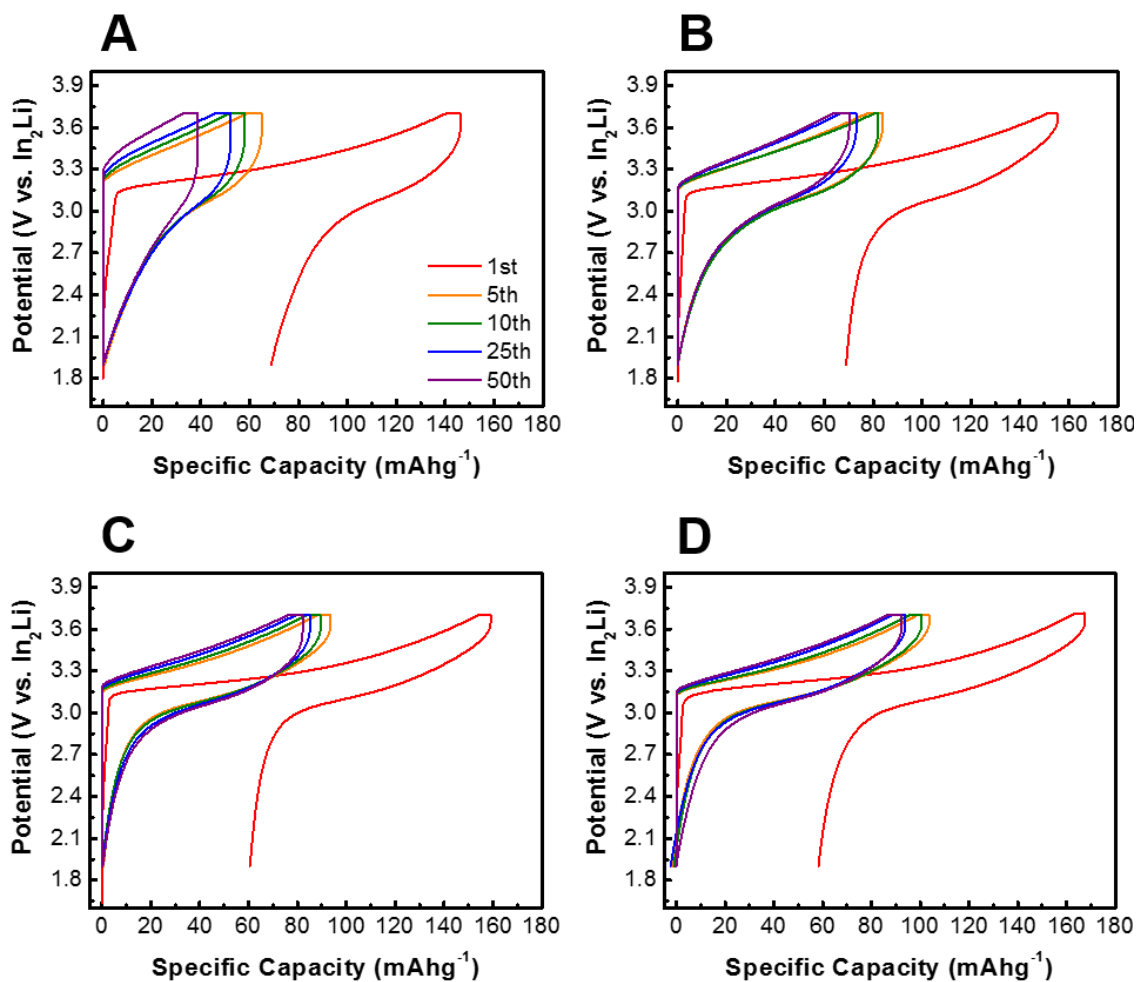 A
3.9
3.6
3.3
3.0
2.7
2.4
2.1
1.8
Potential (V vs. In₂Li)
1st
5th
10th
25th
50th
0 20 40 60 80 100 120 140 160 180
Specific Capacity (mAhg⁻¹)
B
3.9
3.6
3.3
3.0
2.7
2.4
2.1
1.8
Potential (V vs. In₂Li)
0 20 40 60 80 100 120 140 160 180
Specific Capacity (mAhg⁻¹)
C
3.9
3.6
3.3
3.0
2.7
2.4
2.1
1.8
Potential (V vs. In₂Li)
0 20 40 60 80 100 120 140 160 180
Specific Capacity (mAhg⁻¹)
D
3.9
3.6
3.3
3.0
2.7
2.4
2.1
1.8
Potential (V vs. In₂Li)
0 20 40 60 80 100 120 140 160 180
Specific Capacity (mAhg⁻¹)